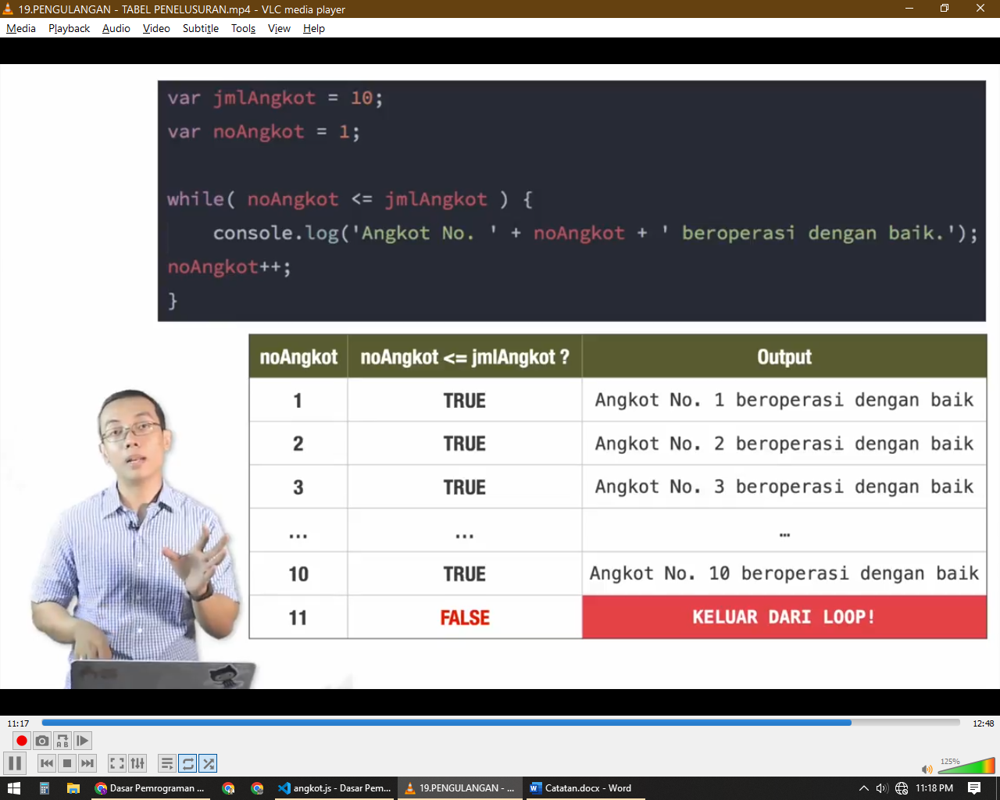 19.PENGULANGAN - TABEL PENELUSURAN.mp4 - VLC media player
Media Playback Audio Video Subtitle Tools View Help
var jmlAngkot = 10;
var noAngkot = 1;
while( noAngkot <= jmlAngkot ) {
console.log('Angkot No. ' + noAngkot + ' beroperasi dengan baik.');
noAngkot++;
}
noAngkot noAngkot <= jmlAngkot ? Output
1 TRUE Angkot No. 1 beroperasi dengan baik
2 TRUE Angkot No. 2 beroperasi dengan baik
3 TRUE Angkot No. 3 beroperasi dengan baik
... ... ...
10 TRUE Angkot No. 10 beroperasi dengan baik
11 FALSE KELUAR DARI LOOP!
11:17 12:48
A B
125%
Dasar Pemrograman ... angkot.js - Dasar Pem... 19.PENGULANGAN - ... Catatan.docx - Word 11:18 PM